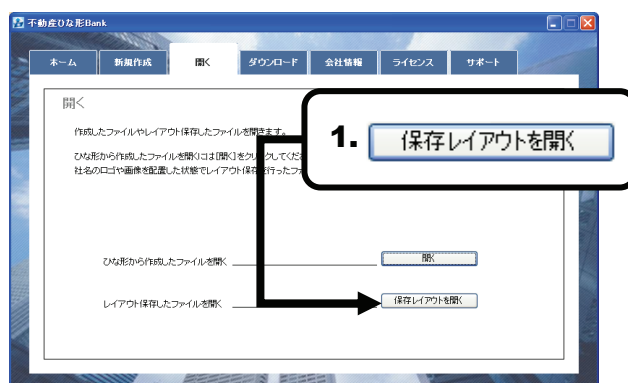 不動産ひな形Bank
ホーム 新規作成 開く ダウンロード 会社情報 ライセンス サポート
開く
作成したファイルやレイアウト保存したファイルを開きます。
ひな形から作成したファイルを開くには[開く]をクリックしてくださ
社名のロゴや画像を配置した状態でレイアウト保存を行ったファ
1. 保存レイアウトを開く
ひな形から作成したファイルを開く 開く
レイアウト保存したファイルを開く 保存レイアウトを開く